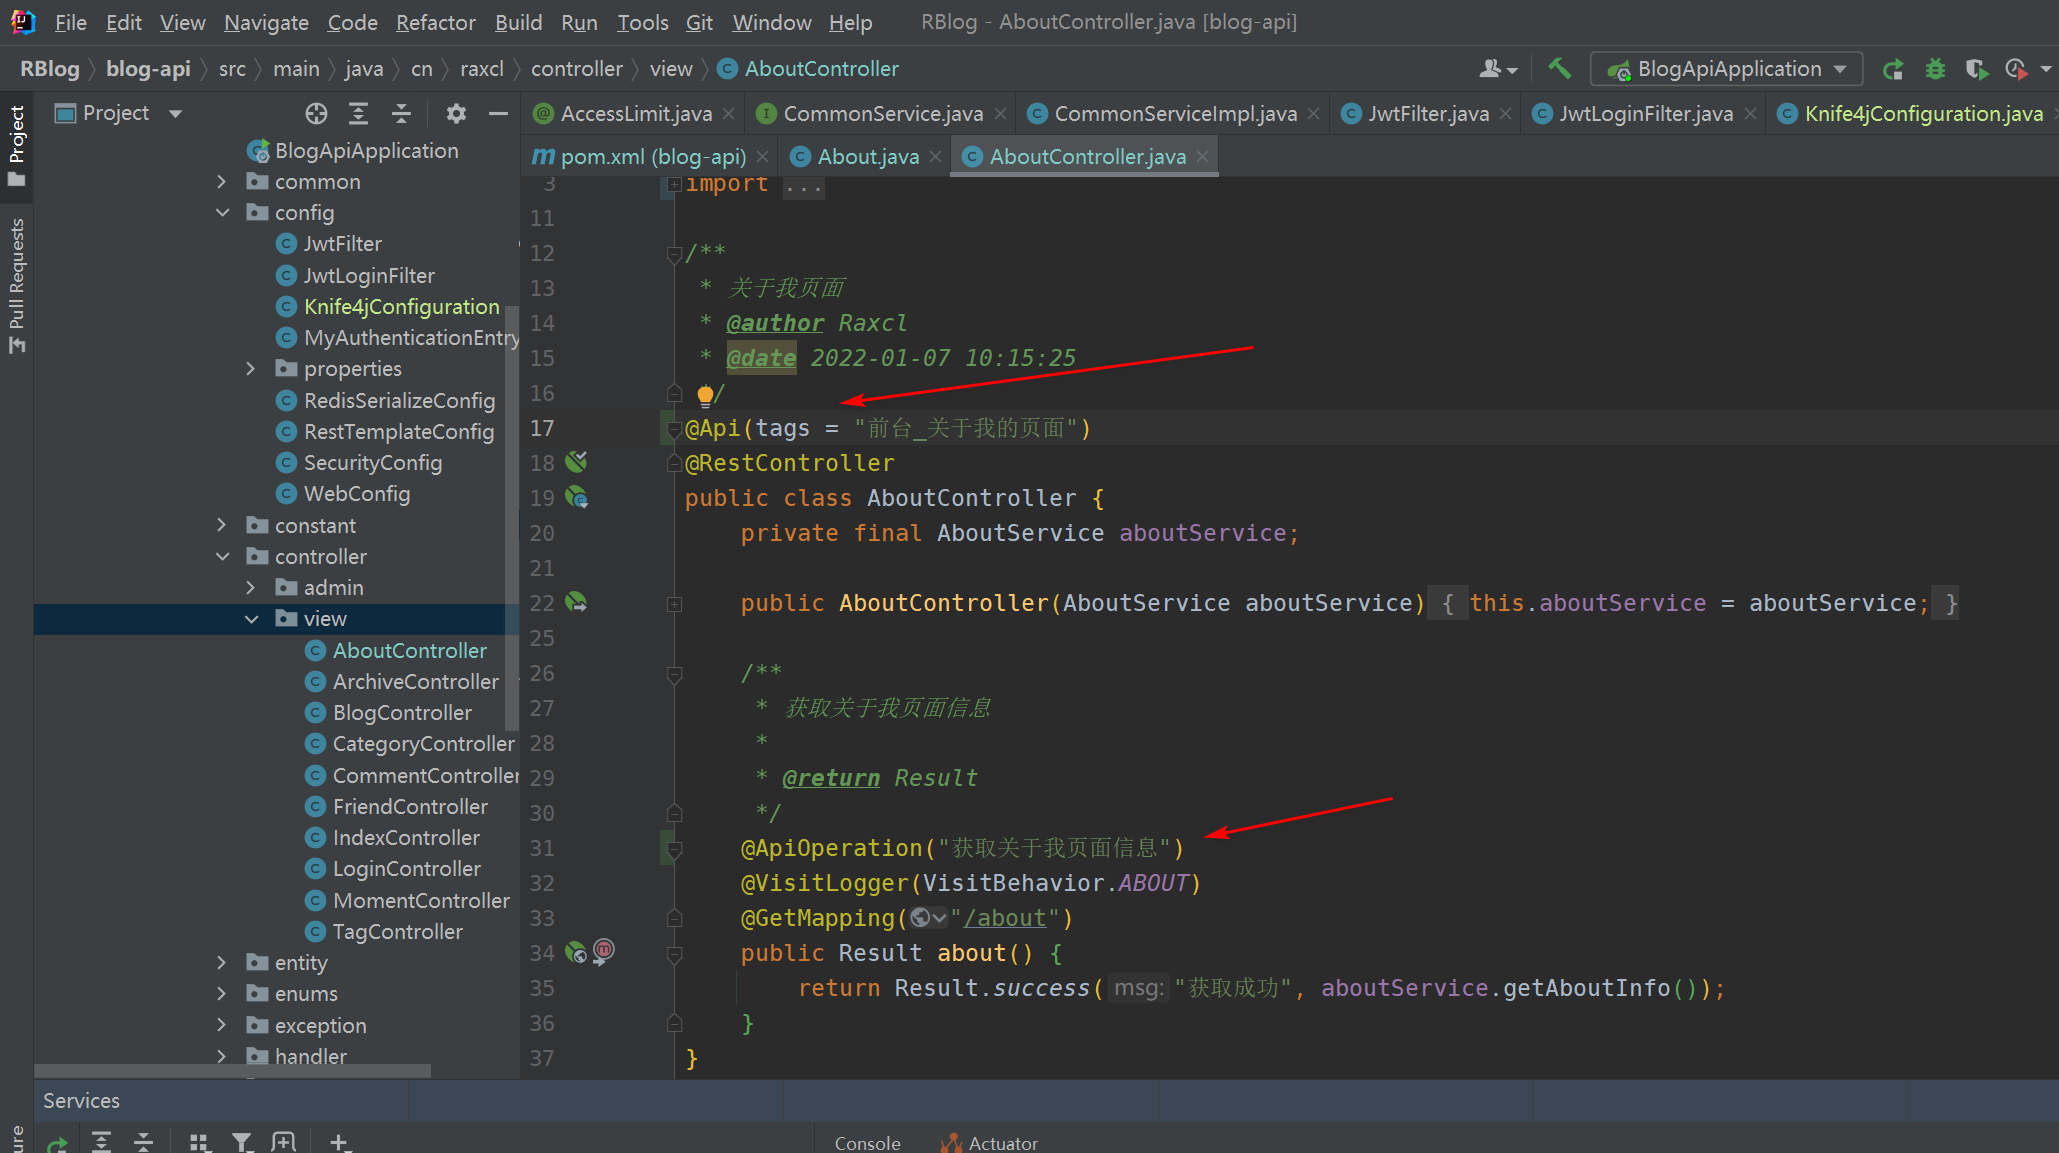 File Edit View Navigate Code Refactor Build Run Tools Git Window Help RBlog - AboutController.java [blog-api]
RBlog blog-api src main java cn raxcl controller view AboutController BlogApiApplication
Project
AccessLimit.java CommonService.java CommonServiceImpl.java JwtFilter.java JwtLoginFilter.java Knife4jConfiguration.java
pom.xml (blog-api) About.java AboutController.java
Project
Pull Requests
BlogApiApplication
common
config
JwtFilter
JwtLoginFilter
Knife4jConfiguration
MyAuthenticationEntry
properties
RedisSerializeConfig
RestTemplateConfig
SecurityConfig
WebConfig
constant
controller
admin
view
AboutController
ArchiveController
BlogController
CategoryController
CommentController
FriendController
IndexController
LoginController
MomentController
TagController
entity
enums
exception
handler
3 import ...
11
12 /**
13 * 关于我页面
14 * @author Raxcl
15 * @date 2022-01-07 10:15:25
16 */
17 @Api(tags = "前台_关于我的页面")
18 @RestController
19 public class AboutController {
20 private final AboutService aboutService;
21
22 public AboutController(AboutService aboutService) { this.aboutService = aboutService; }
25
26 /**
27 * 获取关于我页面信息
28 *
29 * @return Result
30 */
31 @ApiOperation("获取关于我页面信息")
32 @VisitLogger(VisitBehavior.ABOUT)
33 @GetMapping("/about")
34 public Result about() {
35 return Result.success( msg: "获取成功", aboutService.getAboutInfo());
36 }
37 }
Services
Console Actuator